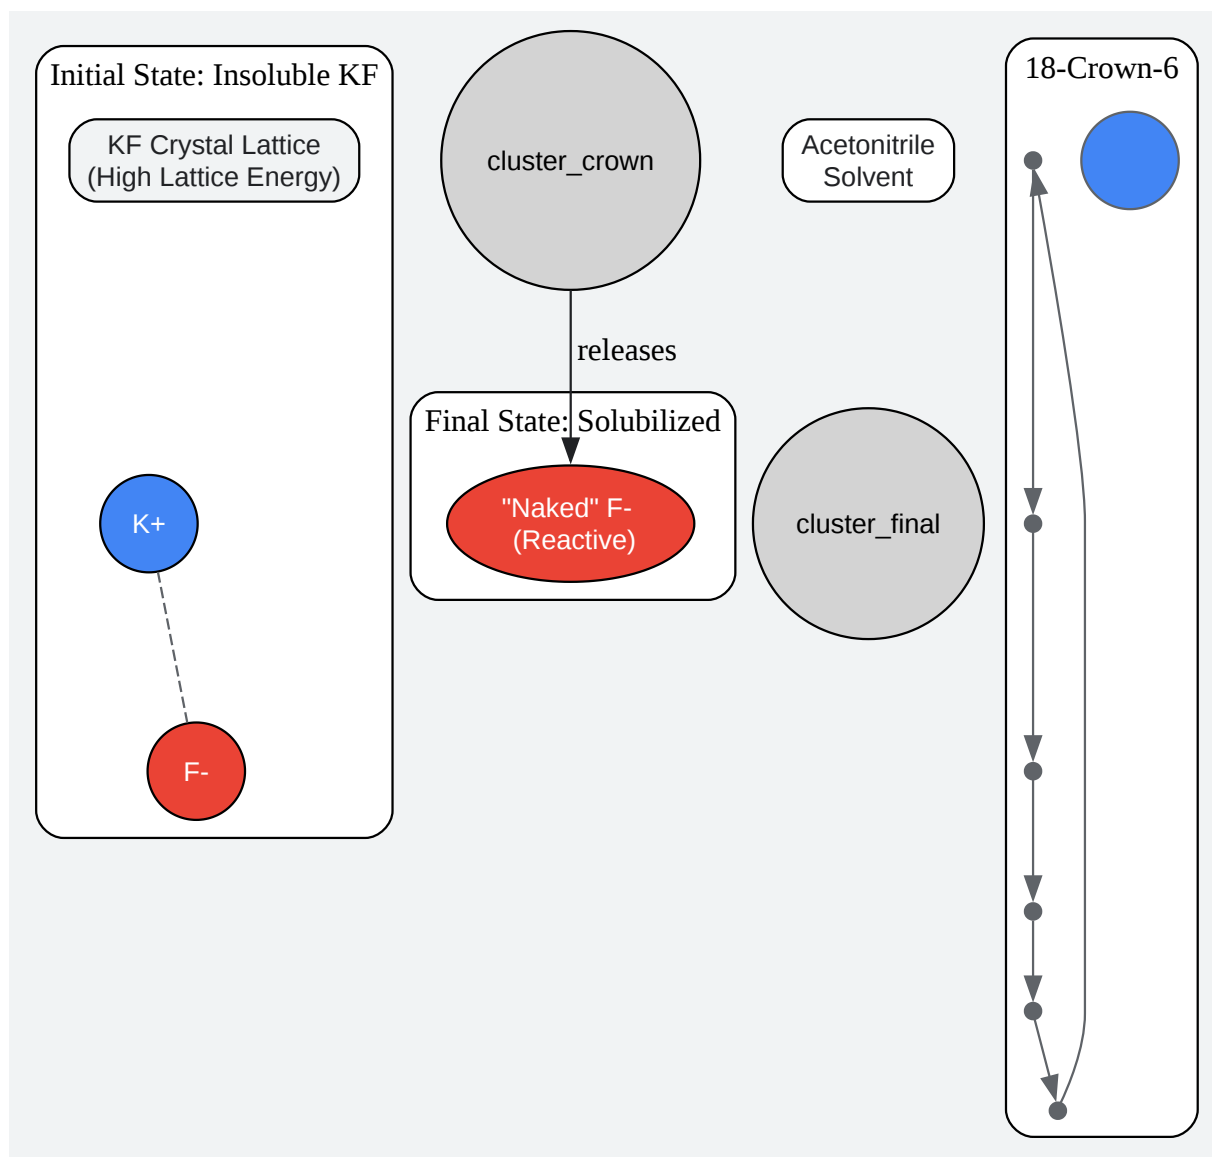 Initial State: Insoluble KF
KF Crystal Lattice
(High Lattice Energy)
K+
F-
cluster_crown
releases
Final State: Solubilized
"Naked" F-
(Reactive)
Acetonitrile
Solvent
cluster_final
18-Crown-6